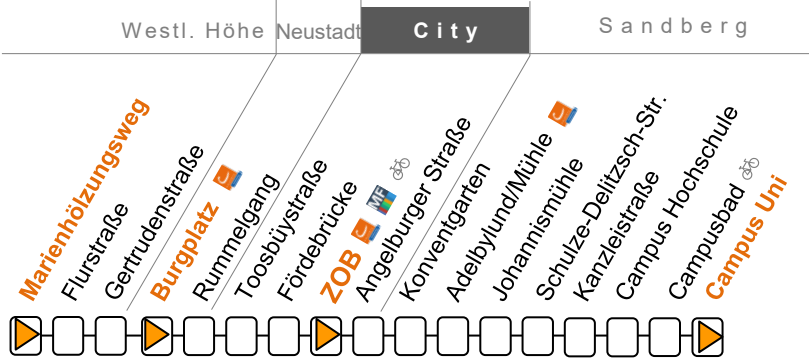 Westl. Höhe
Neustadt
City
Sandberg
Marienhölzungsweg
Flurstraße
Gertrudenstraße
Burgplatz
Rummelgang
Toosbüystraße
Fördebrücke
ZOB
MF
Angelburger Straße
Konventgarten
Adelbylund/Mühle
Johannismühle
Schulze-Delitzsch-Str.
Kanzleistraße
Campus Hochschule
Campusbad
Campus Uni